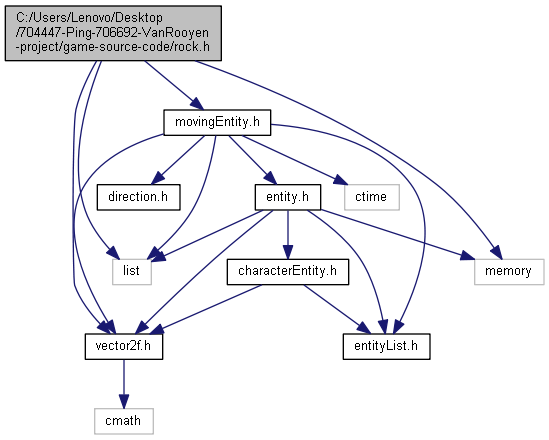 C:/Users/Lenovo/Desktop
/704447-Ping-706692-VanRooyen
-project/game-source-code/rock.h
movingEntity.h
direction.h
entity.h
ctime
list
characterEntity.h
memory
vector2f.h
entityList.h
cmath